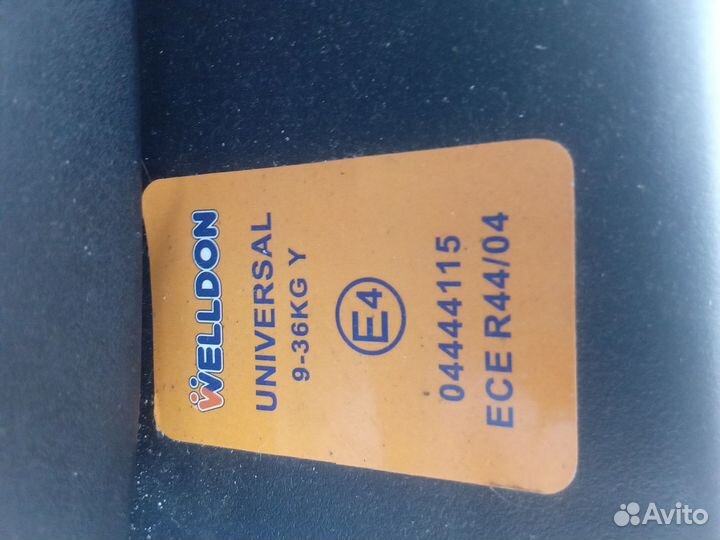 WELLDON
UNIVERSAL
9-36KG Y
E4
04444115
ECE R44/04
Avito